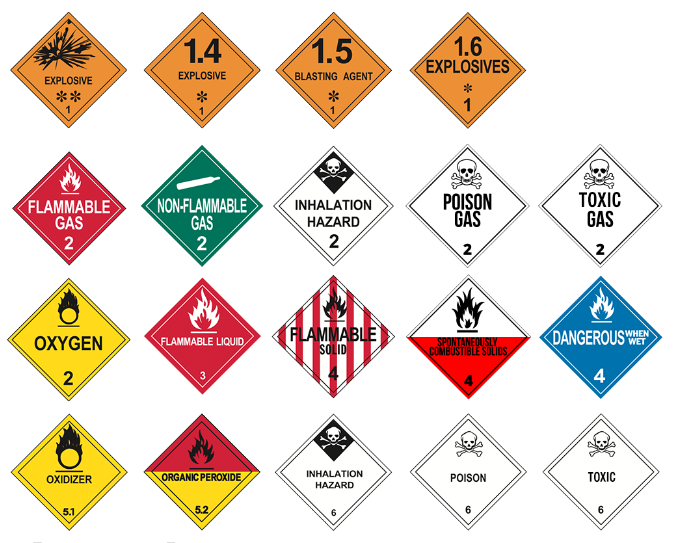 EXPLOSIVE
**
1
1.4
EXPLOSIVE
*
1
1.5
BLASTING AGENT
*
1
1.6
EXPLOSIVES
*
1
FLAMMABLE
GAS
2
NON-FLAMMABLE
GAS
2
INHALATION
HAZARD
2
POISON
GAS
2
TOXIC
GAS
2
OXYGEN
2
FLAMMABLE LIQUID
3
FLAMMABLE
SOLID
4
SPONTANEOUSLY
COMBUSTIBLE SOLIDS
4
DANGEROUS WHEN
WET
4
OXIDIZER
5.1
ORGANIC PEROXIDE
5.2
INHALATION
HAZARD
6
POISON
6
TOXIC
6